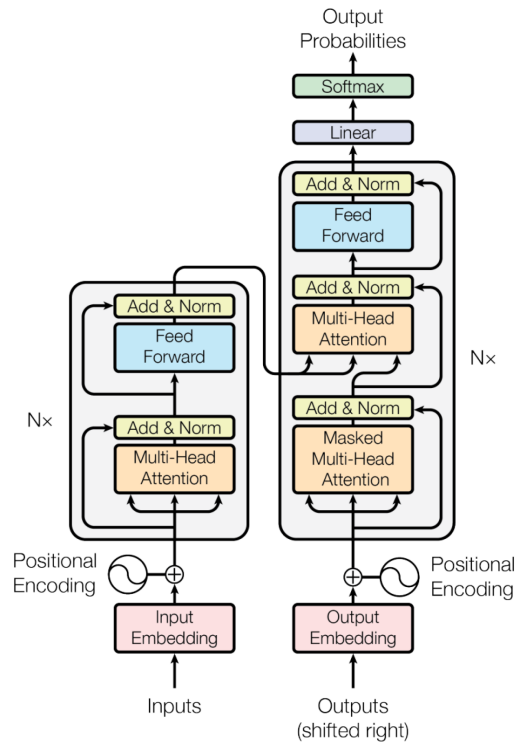 Output
Probabilities
Softmax
Linear
Add & Norm
Feed
Forward
Add & Norm
Multi-Head
Attention
Add & Norm
Masked
Multi-Head
Attention
N×
Add & Norm
Feed
Forward
Add & Norm
Multi-Head
Attention
N×
Positional
Encoding
Positional
Encoding
Input
Embedding
Output
Embedding
Inputs
Outputs
(shifted right)